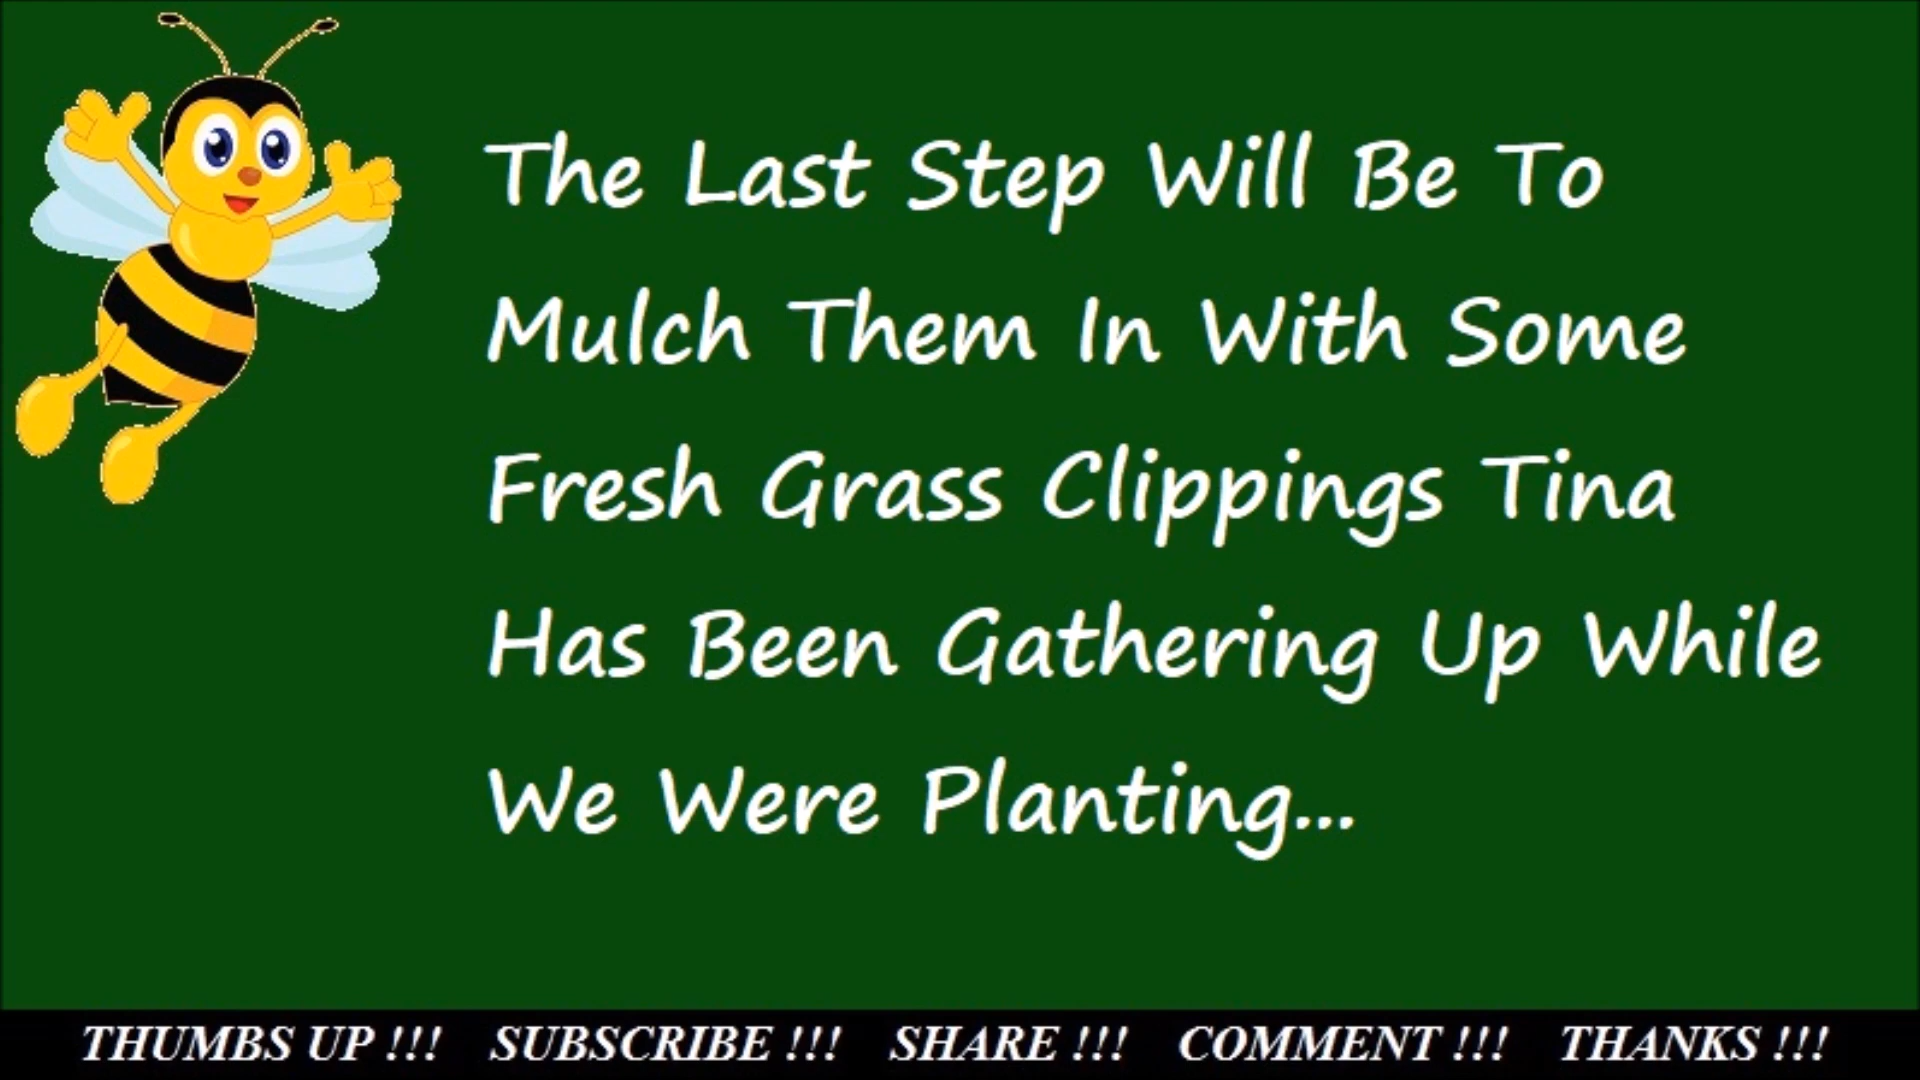 The Last Step Will Be To
Mulch Them In With Some
Fresh Grass Clippings Tina
Has Been Gathering Up While
We Were Planting...
THUMBS UP !!! SUBSCRIBE !!! SHARE !!! COMMENT !!! THANKS !!!